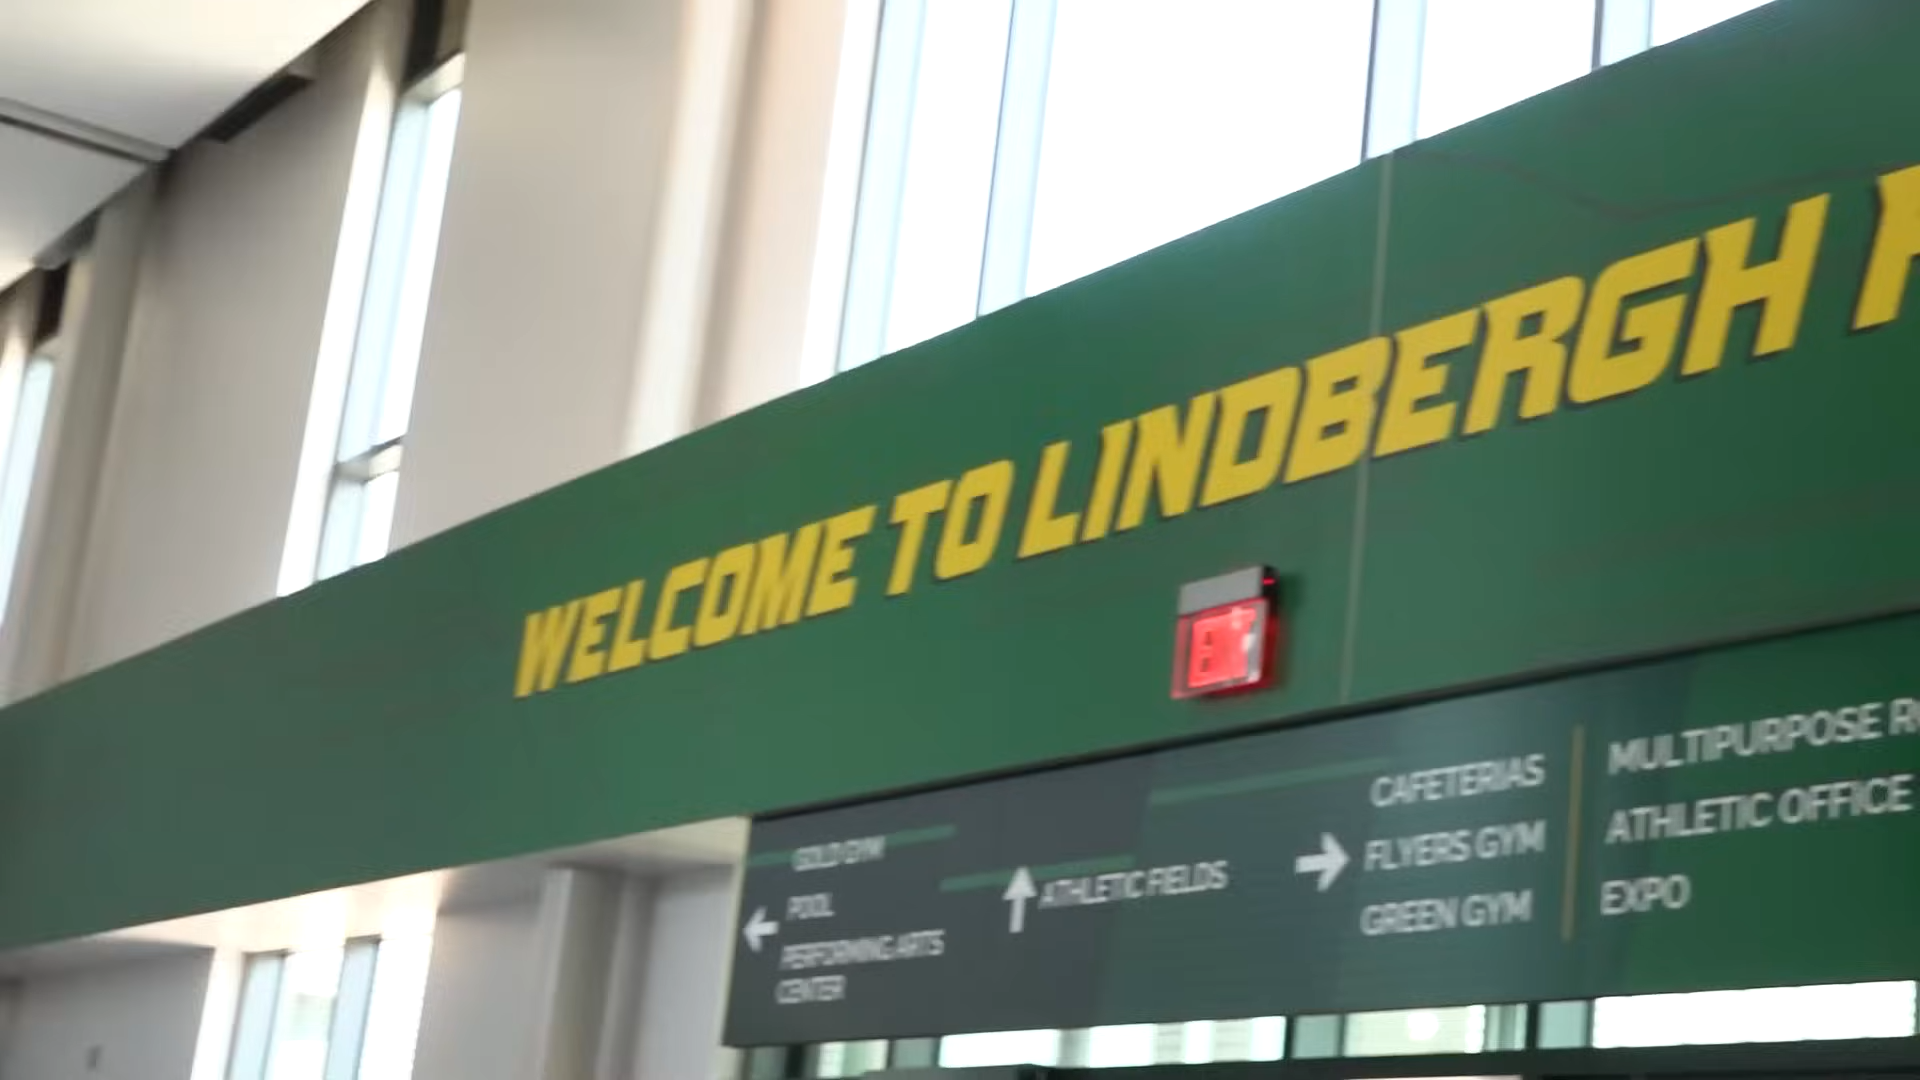 WELCOME TO LINDBERGH
EXIT
GOLD GYM
POOL
PERFORMING ARTS
CENTER
ATHLETIC FIELDS
CAFETERIAS
FLYERS GYM
GREEN GYM
MULTIPURPOSE
ATHLETIC OFFICE
EXPO